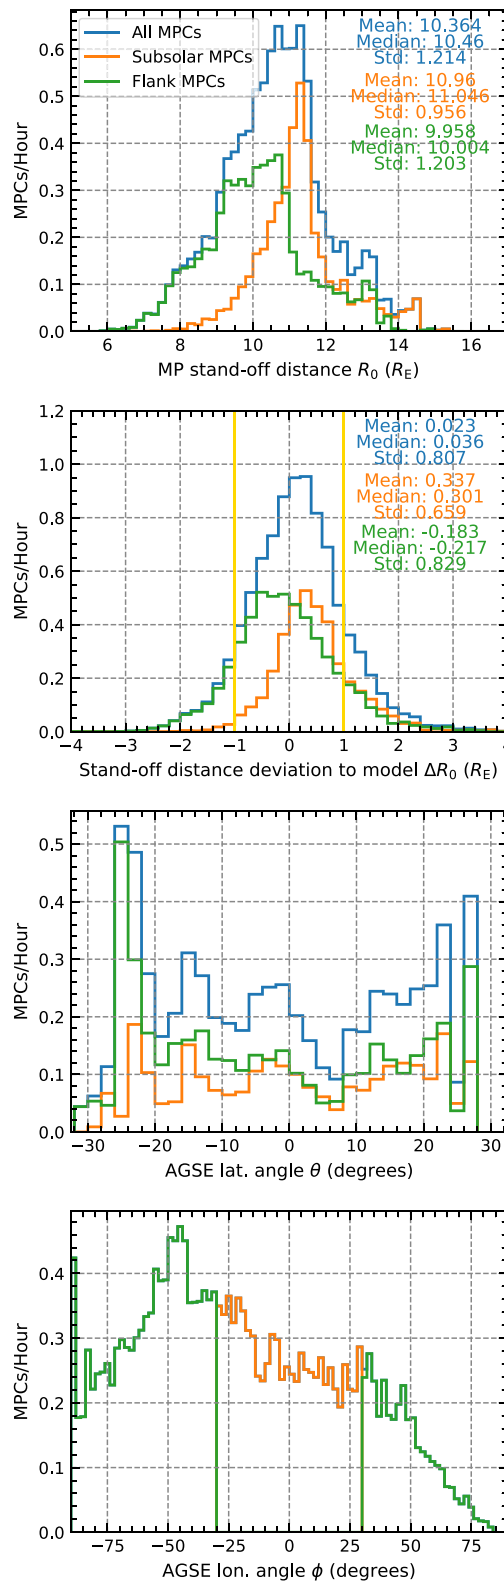 All MPCs
Subsolar MPCs
Flank MPCs
Mean: 10.364
Median: 10.46
Std: 1.214
Mean: 10.96
Median: 11.046
Std: 0.956
Mean: 9.958
Median: 10.004
Std: 1.203
MPCs/Hour
0.6
0.5
0.4
0.3
0.2
0.1
0.0
6 8 10 12 14 16
MP stand-off distance R0 (RE)
Mean: 0.023
Median: 0.036
Std: 0.807
Mean: 0.337
Median: 0.301
Std: 0.659
Mean: -0.183
Median: -0.217
Std: 0.829
MPCs/Hour
1.2
1.0
0.8
0.6
0.4
0.2
0.0
−4 −3 −2 −1 0 1 2 3 4
Stand-off distance deviation to model ΔR0 (RE)
MPCs/Hour
0.5
0.4
0.3
0.2
0.1
0.0
−30 −20 −10 0 10 20 30
AGSE lat. angle θ (degrees)
MPCs/Hour
0.4
0.3
0.2
0.1
0.0
−75 −50 −25 0 25 50 75
AGSE lon. angle ϕ (degrees)